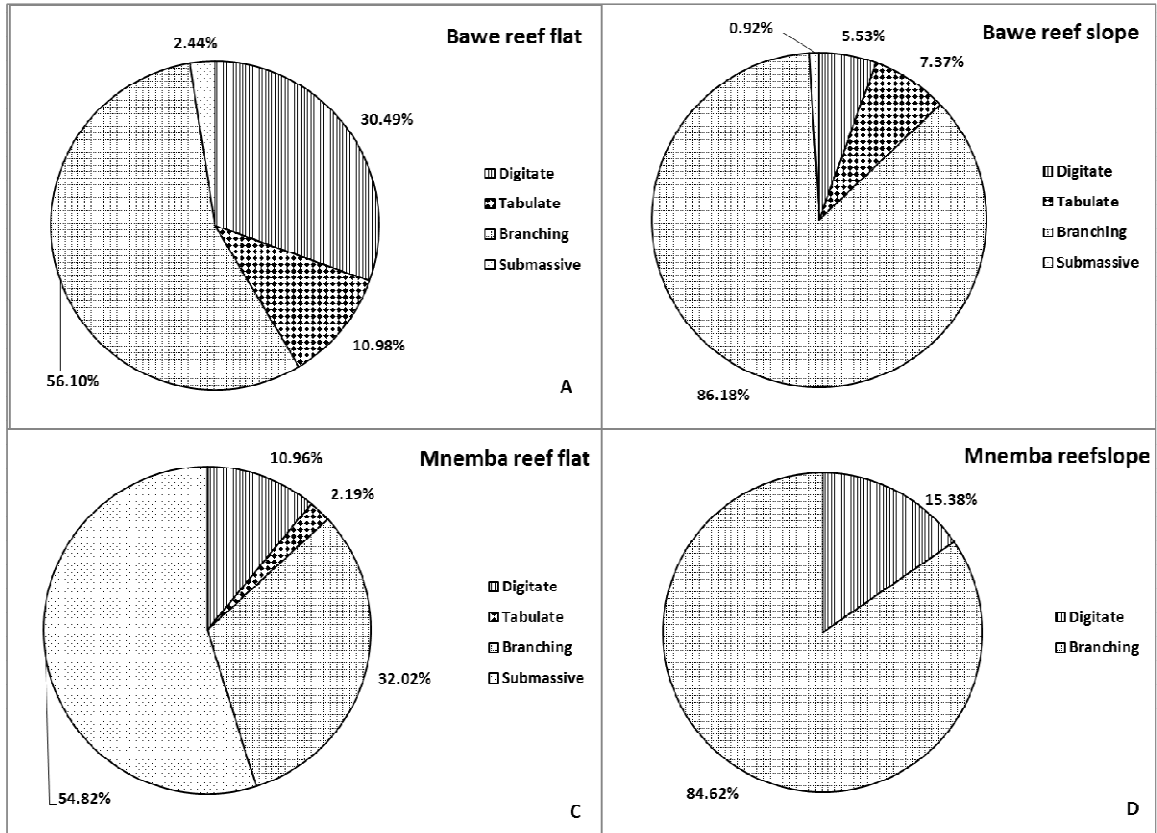 Bawe reef flat
2.44%
30.49%
10.98%
56.10%
Digitate
Tabulate
Branching
Submassive
A
Bawe reef slope
0.92%
5.53%
7.37%
86.18%
Digitate
Tabulate
Branching
Submassive
Mnemba reef flat
10.96%
2.19%
32.02%
54.82%
Digitate
Tabulate
Branching
Submassive
C
Mnemba reefslope
15.38%
84.62%
Digitate
Branching
D